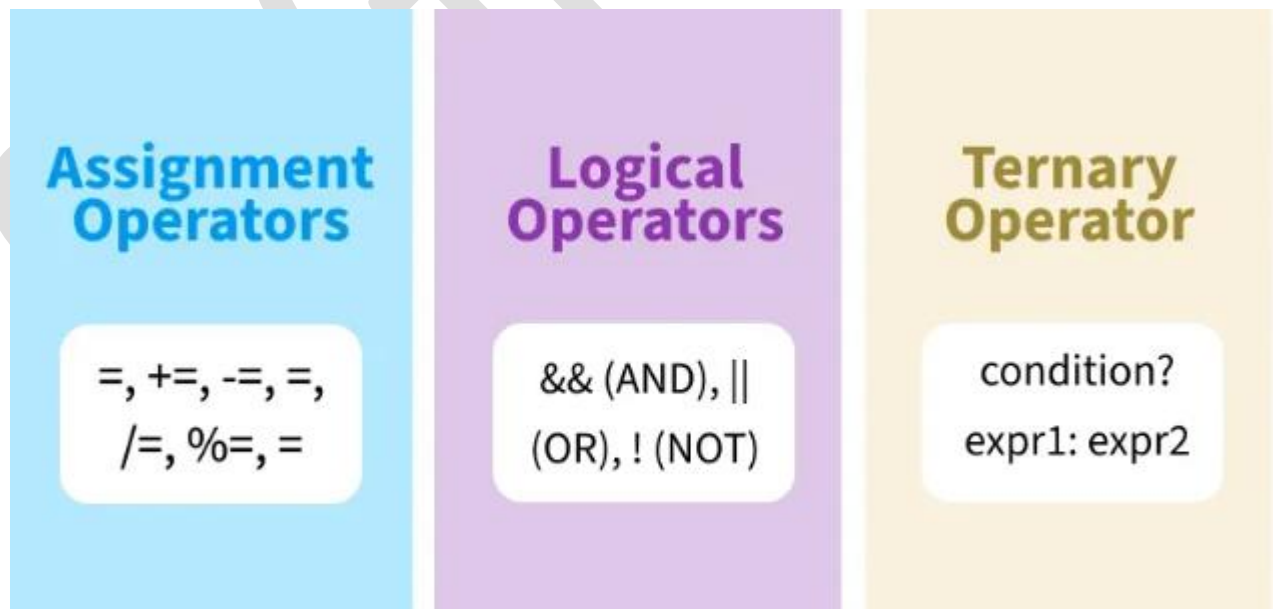 Assignment
Operators
=, +=, -=, =,
/=, %=, =
Logical
Operators
&& (AND), ||
(OR), ! (NOT)
Ternary
Operator
condition?
expr1: expr2